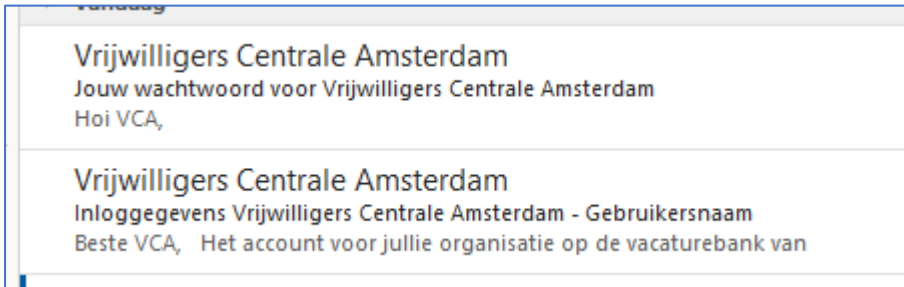 Vandaag
Vrijwilligers Centrale Amsterdam
Jouw wachtwoord voor Vrijwilligers Centrale Amsterdam
Hoi VCA,
Vrijwilligers Centrale Amsterdam
Inloggegevens Vrijwilligers Centrale Amsterdam - Gebruikersnaam
Beste VCA, Het account voor jullie organisatie op de vacaturebank van